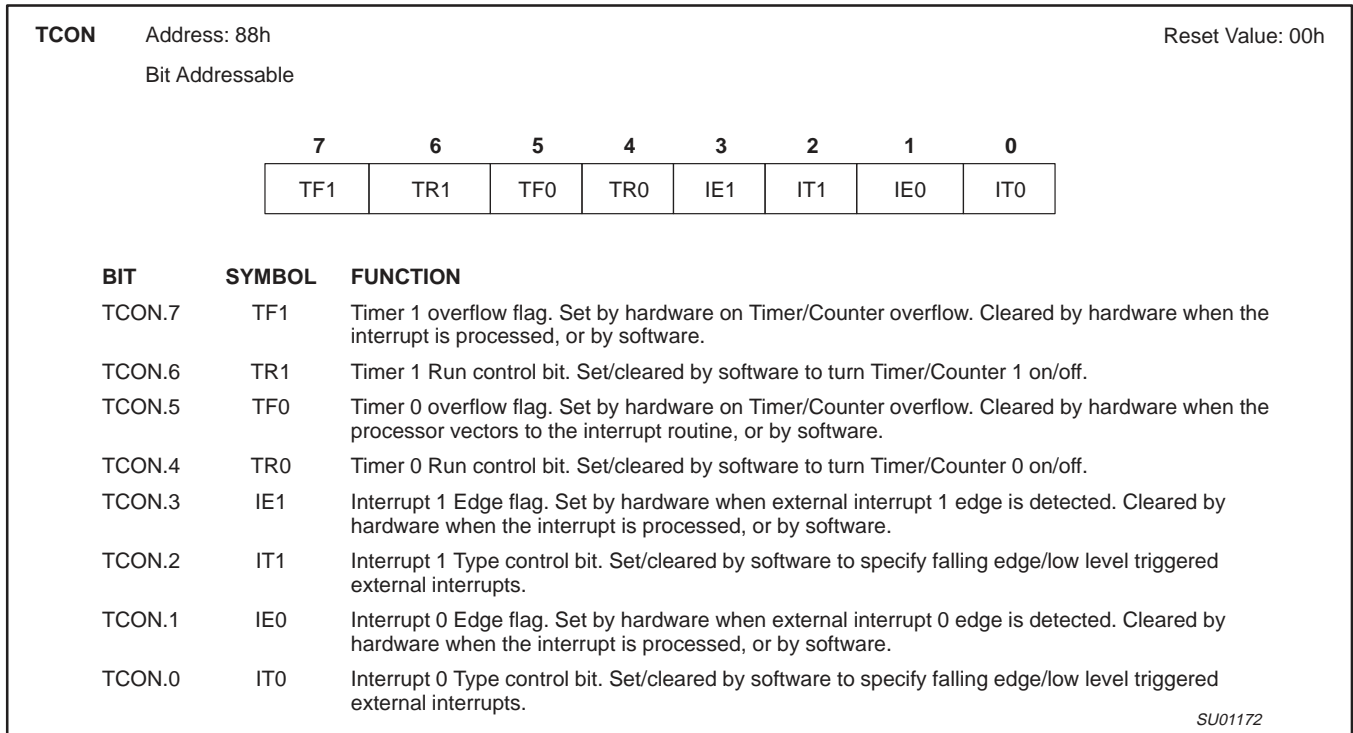 TCON Address: 88h Reset Value: 00h
Bit Addressable
7 6 5 4 3 2 1 0
TF1 TR1 TF0 TR0 IE1 IT1 IE0 IT0
BIT SYMBOL FUNCTION
TCON.7 TF1 Timer 1 overflow flag. Set by hardware on Timer/Counter overflow. Cleared by hardware when the
interrupt is processed, or by software.
TCON.6 TR1 Timer 1 Run control bit. Set/cleared by software to turn Timer/Counter 1 on/off.
TCON.5 TF0 Timer 0 overflow flag. Set by hardware on Timer/Counter overflow. Cleared by hardware when the
processor vectors to the interrupt routine, or by software.
TCON.4 TR0 Timer 0 Run control bit. Set/cleared by software to turn Timer/Counter 0 on/off.
TCON.3 IE1 Interrupt 1 Edge flag. Set by hardware when external interrupt 1 edge is detected. Cleared by
hardware when the interrupt is processed, or by software.
TCON.2 IT1 Interrupt 1 Type control bit. Set/cleared by software to specify falling edge/low level triggered
external interrupts.
TCON.1 IE0 Interrupt 0 Edge flag. Set by hardware when external interrupt 0 edge is detected. Cleared by
hardware when the interrupt is processed, or by software.
TCON.0 IT0 Interrupt 0 Type control bit. Set/cleared by software to specify falling edge/low level triggered
external interrupts.
SU01172